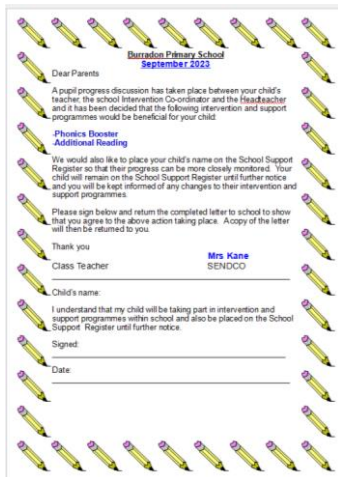 Burradon Primary School
September 2023
Dear Parents
A pupil progress discussion has taken place between your child's
teacher, the school Intervention Co-ordinator and the Headteacher
and it has been decided that the following intervention and support
programmes would be beneficial for your child:
-Phonics Booster
-Additional Reading
We would also like to place your child's name on the School Support
Register so that their progress can be more closely monitored. Your
child will remain on the School Support Register until further notice
and you will be kept informed of any changes to their intervention and
support programmes.
Please sign below and return the completed letter to school to show
that you agree to the above action taking place. A copy of the letter
will then be returned to you.
Thank you
Mrs Kane
Class Teacher SENDCO
Child's name:
I understand that my child will be taking part in intervention and
support programmes within school and also be placed on the School
Support Register until further notice.
Signed:
Date: